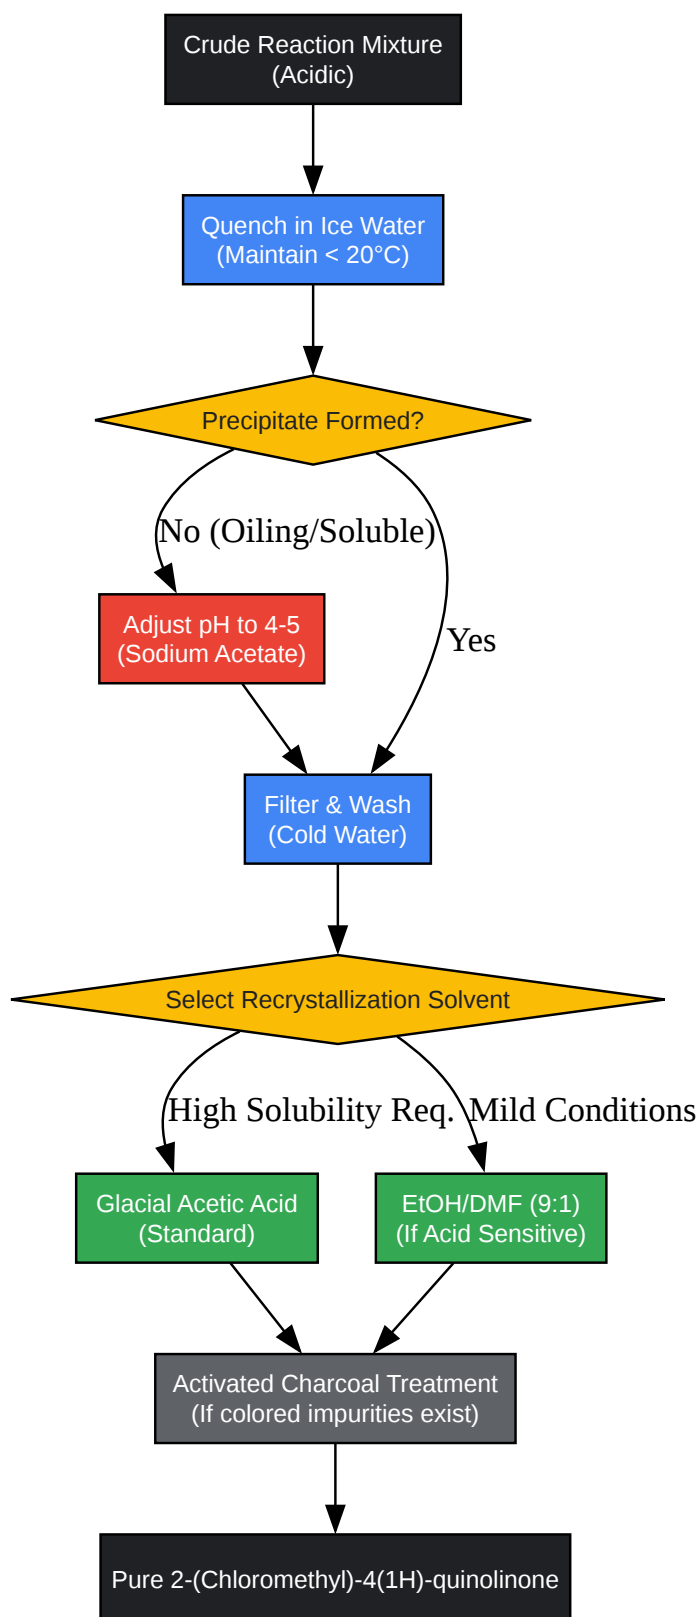 Crude Reaction Mixture
(Acidic)
Quench in Ice Water
(Maintain < 20°C)
Precipitate Formed?
No (Oiling/Soluble)
Adjust pH to 4-5
(Sodium Acetate)
Yes
Filter & Wash
(Cold Water)
Select Recrystallization Solvent
High Solubility Req.
Mild Conditions
Glacial Acetic Acid
(Standard)
EtOH/DMF (9:1)
(If Acid Sensitive)
Activated Charcoal Treatment
(If colored impurities exist)
Pure 2-(Chloromethyl)-4(1H)-quinolinone